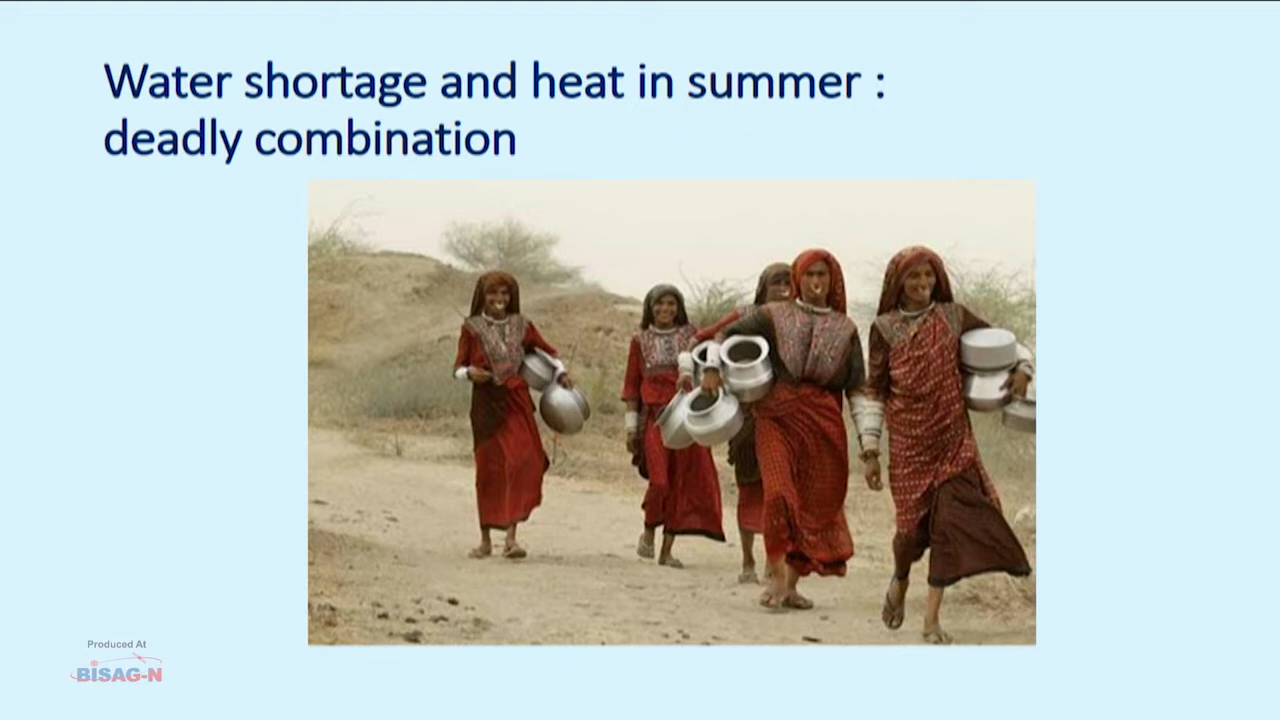 Water shortage and heat in summer :
deadly combination
Produced At
BISAG-N